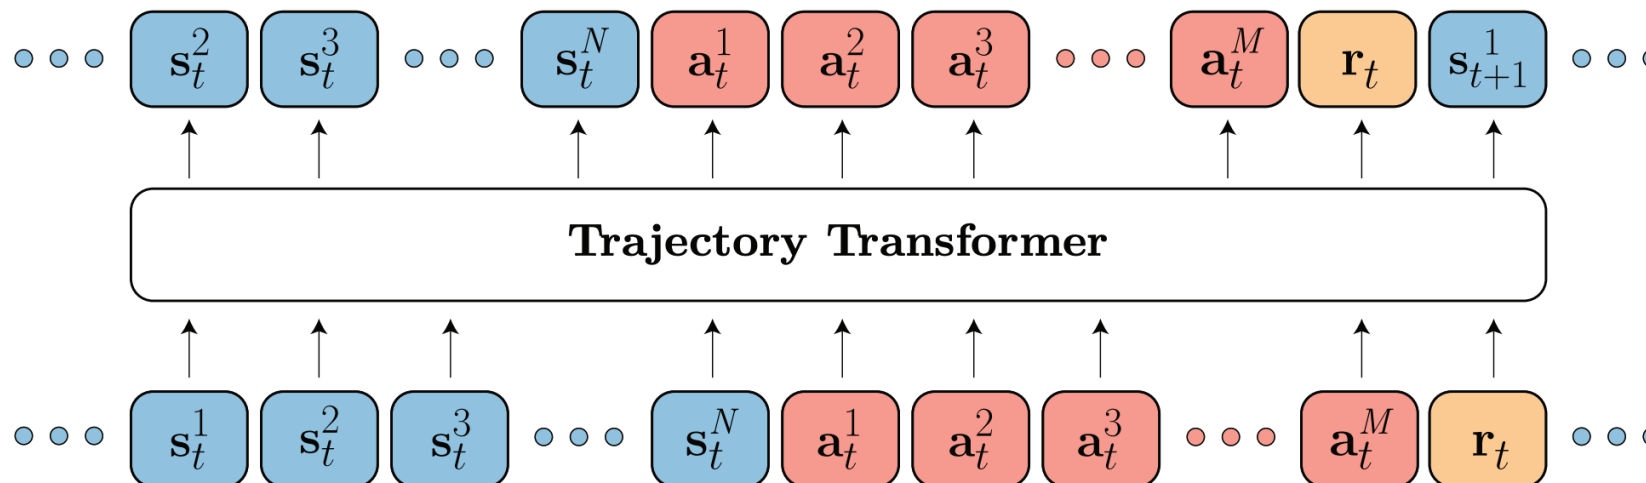 s_t^2 s_t^3 s_t^N a_t^1 a_t^2 a_t^3 a_t^M r_t s_{t+1}^1
Trajectory Transformer
s_t^1 s_t^2 s_t^3 s_t^N a_t^1 a_t^2 a_t^3 a_t^M r_t